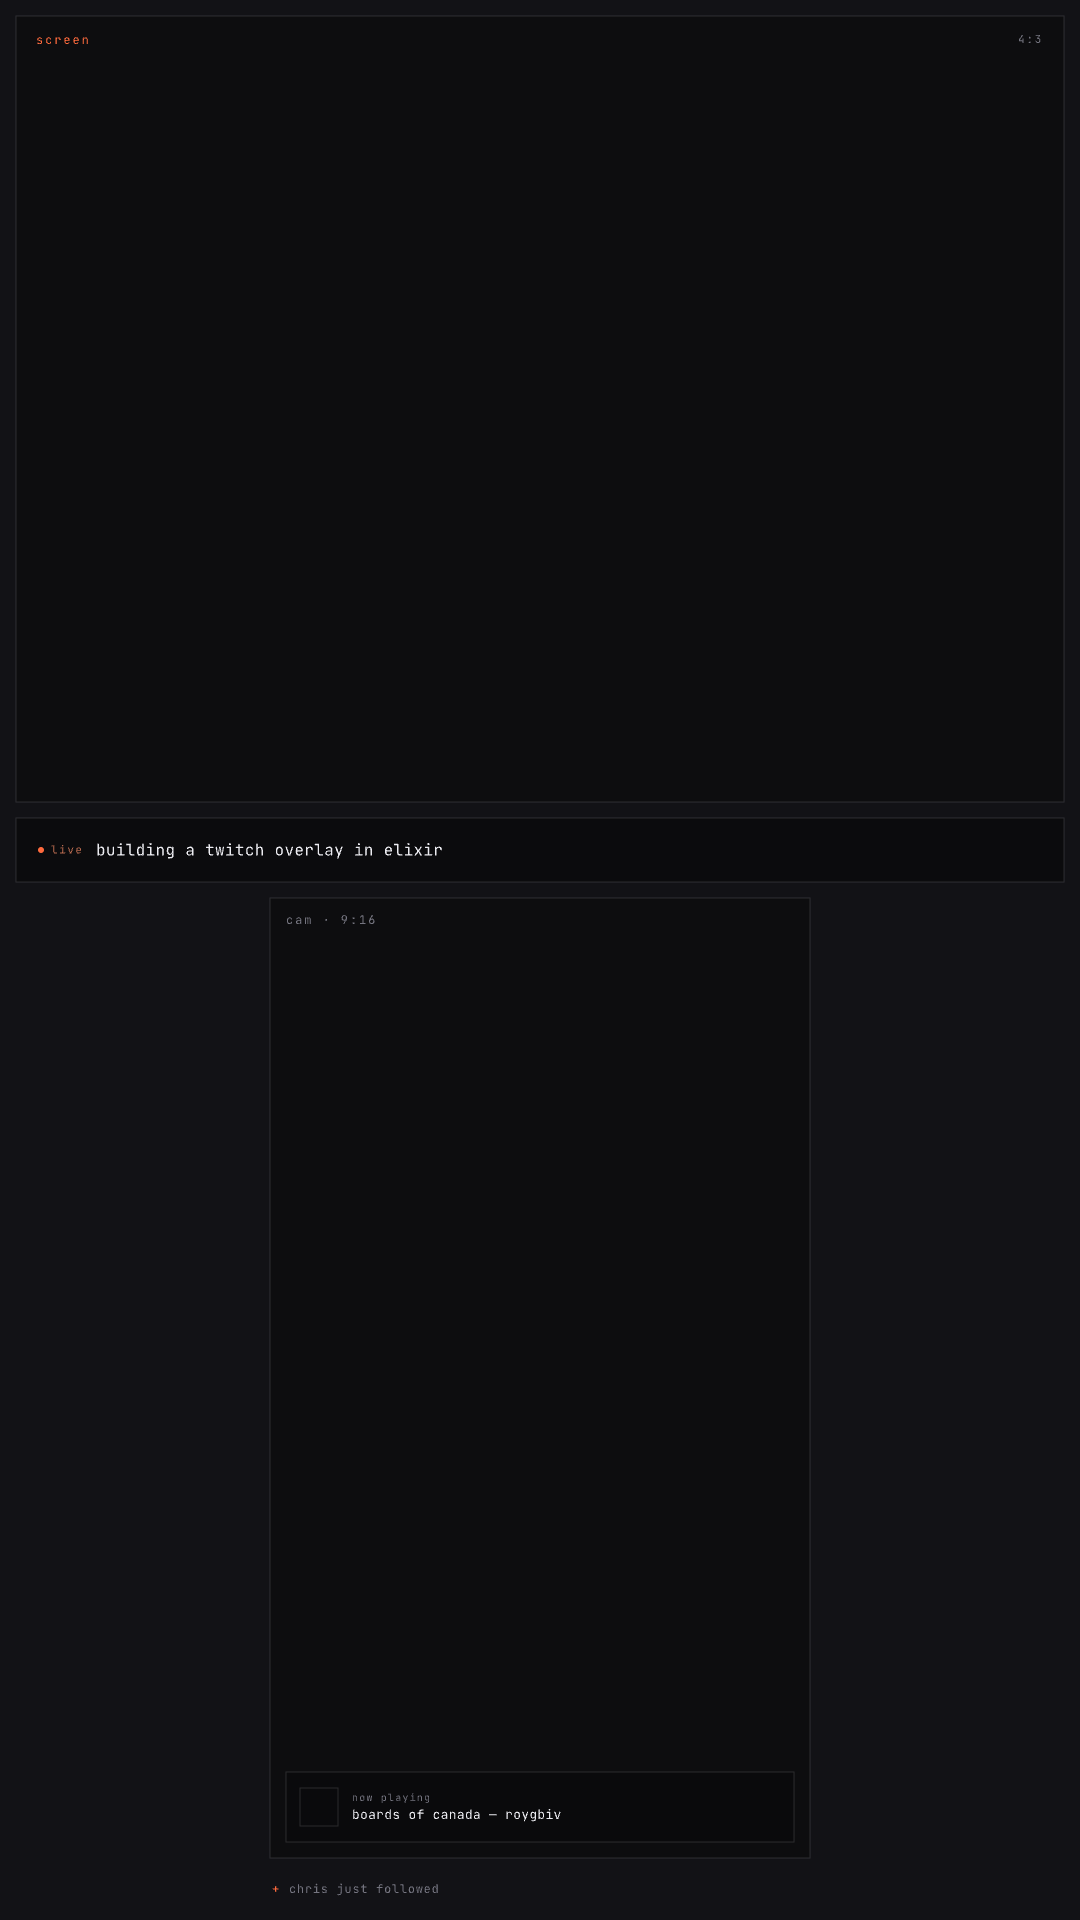 screen
4:3
live building a twitch overlay in elixir
cam · 9:16
now playing
boards of canada — roygbiv
+ chris just followed